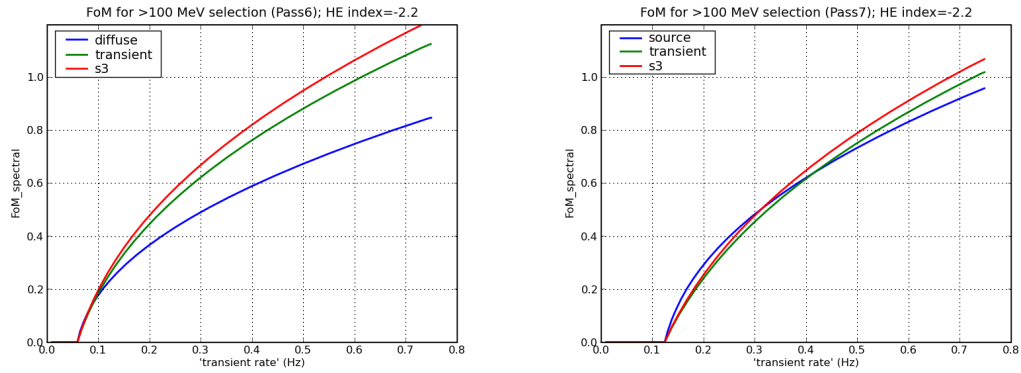 FoM for >100 MeV selection (Pass6); HE index=-2.2
diffuse
transient
s3
FoM_spectral
1.0
0.8
0.6
0.4
0.2
0.0
0.0 0.1 0.2 0.3 0.4 0.5 0.6 0.7 0.8
'transient rate' (Hz)
FoM for >100 MeV selection (Pass7); HE index=-2.2
source
transient
s3
FoM_spectral
1.0
0.8
0.6
0.4
0.2
0.0
0.0 0.1 0.2 0.3 0.4 0.5 0.6 0.7 0.8
'transient rate' (Hz)